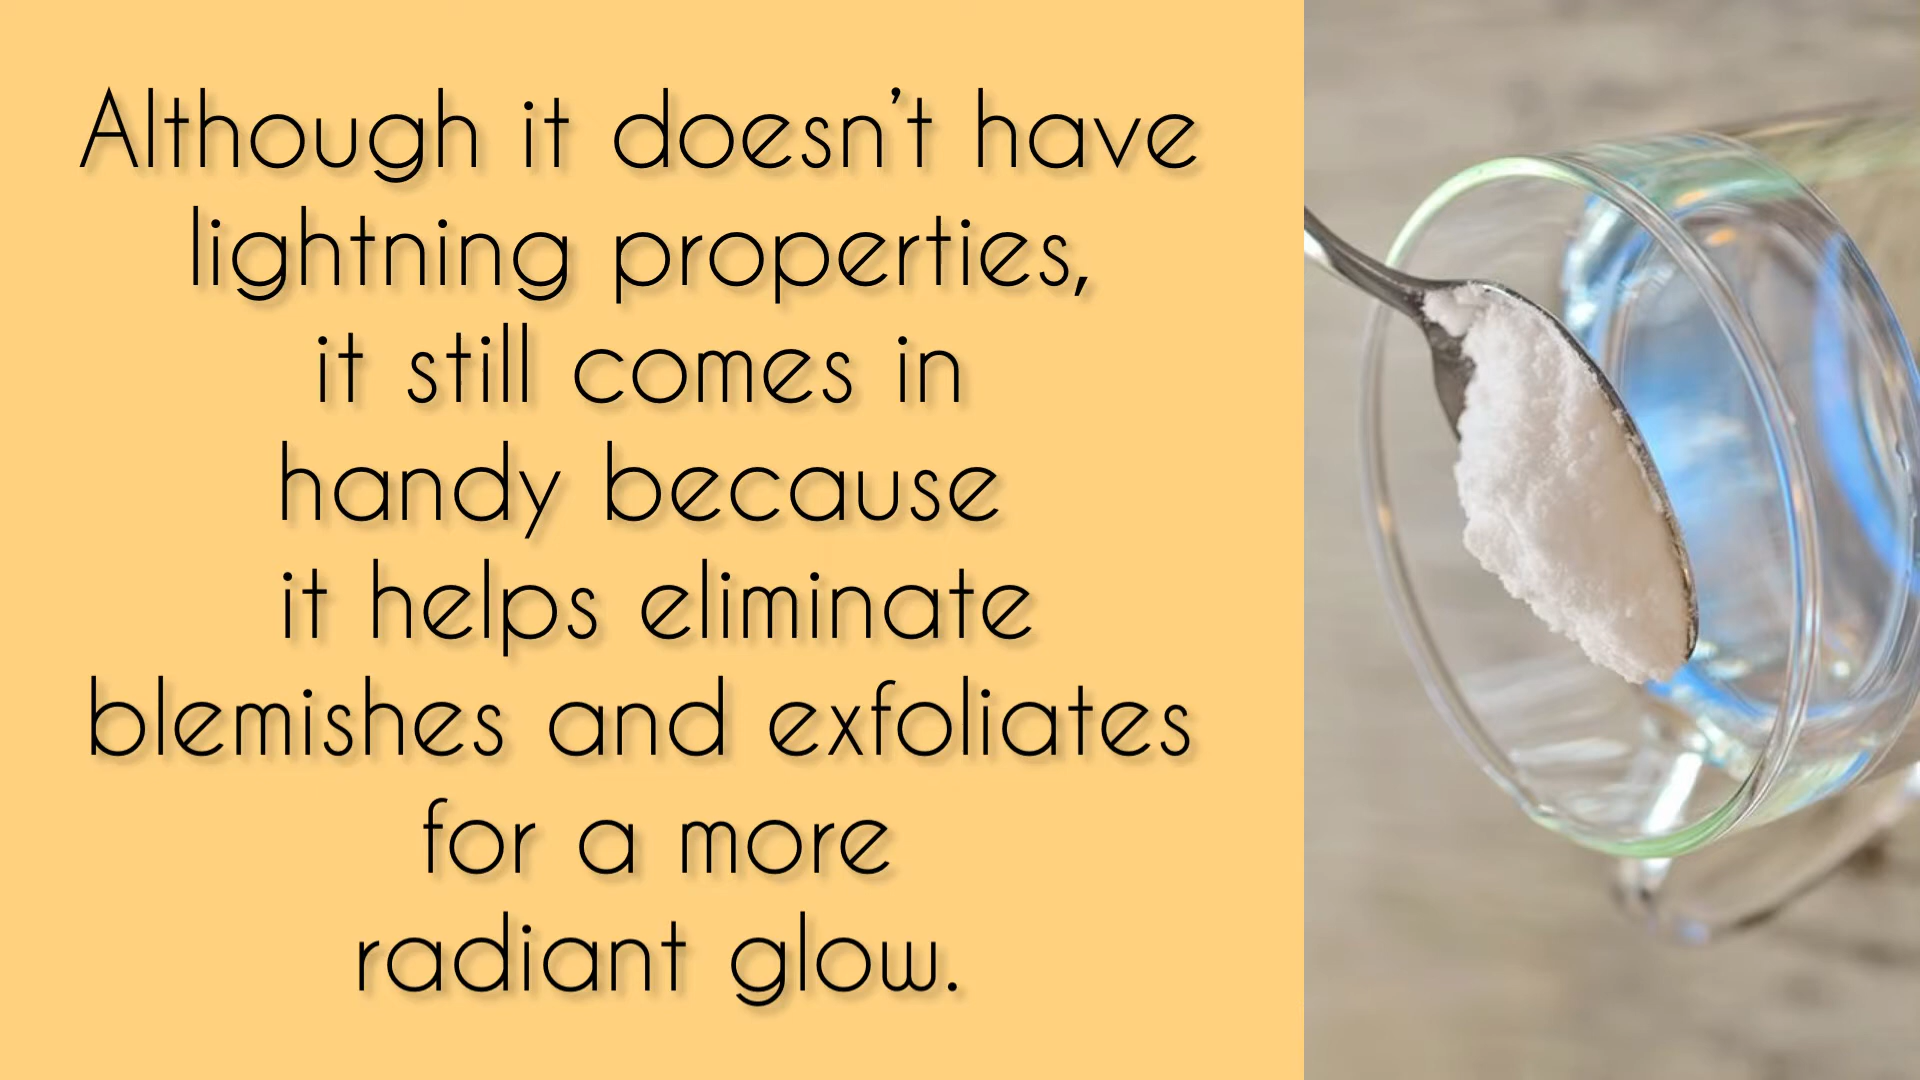 Although it doesn't have
lightning properties,
it still comes in
handy because
it helps eliminate
blemishes and exfoliates
for a more
radiant glow.